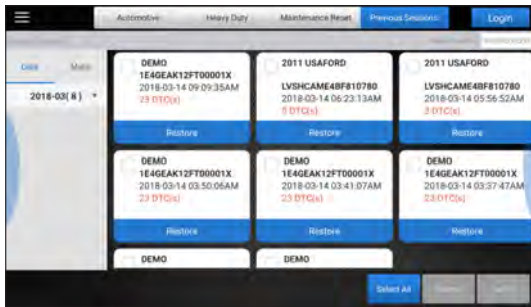 Automotive Heavy Duty Maintenance Reset Previous Sessions Login
Date Make
2018-03( 8 )
DEMO
1E4GEAK12FT00001X
2018-03-14 09:09:35AM
23 DTC(s)
Restore
2011 USAFORD
LVSHCAME4BF810780
2018-03-14 06:23:13AM
5 DTC(s)
Restore
2011 USAFORD
LVSHCAME4BF810780
2018-03-14 05:56:52AM
3 DTC(s)
Restore
DEMO
1E4GEAK12FT00001X
2018-03-14 03:50:06AM
23 DTC(s)
Restore
DEMO
1E4GEAK12FT00001X
2018-03-14 03:41:07AM
23 DTC(s)
Restore
DEMO
1E4GEAK12FT00001X
2018-03-14 03:37:47AM
23 DTC(s)
Restore
DEMO
DEMO
Select All